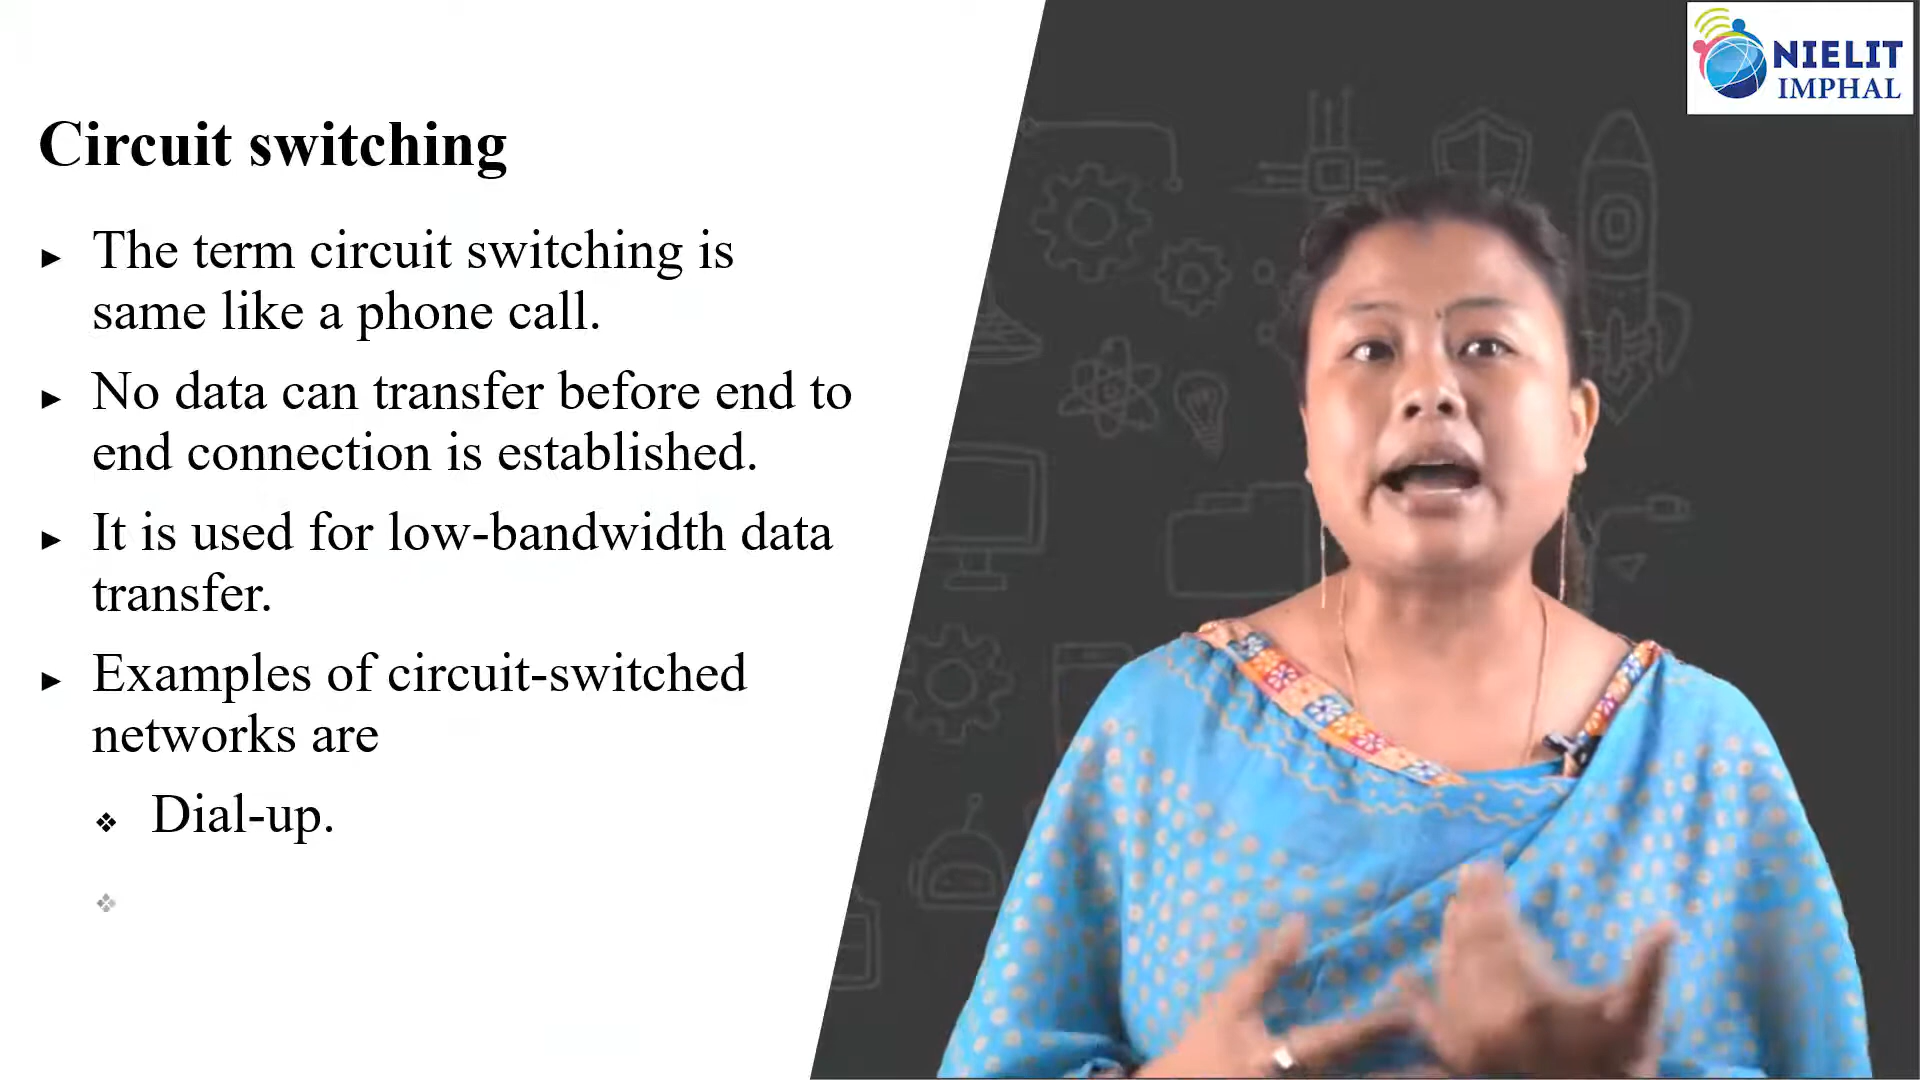 NIELIT
IMPHAL
Circuit switching
The term circuit switching is
same like a phone call.
No data can transfer before end to
end connection is established.
It is used for low-bandwidth data
transfer.
Examples of circuit-switched
networks are
Dial-up.